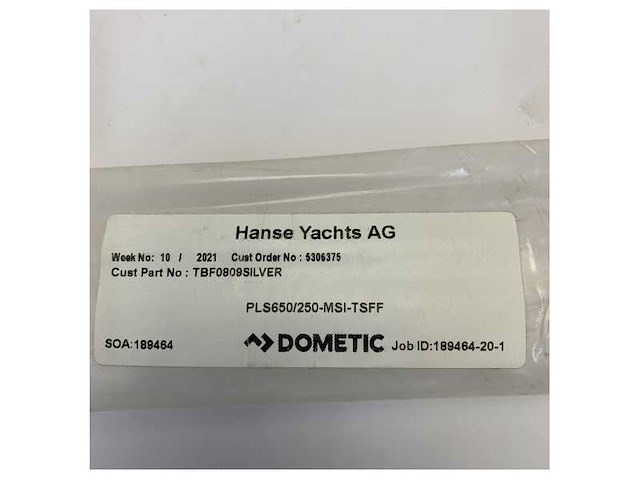 Hanse Yachts AG
Week No: 10 / 2021 Cust Order No : 5306375
Cust Part No : TBF0809SILVER
PLS650/250-MSI-TSFF
SOA:189464 DOMETIC Job ID:189464-20-1